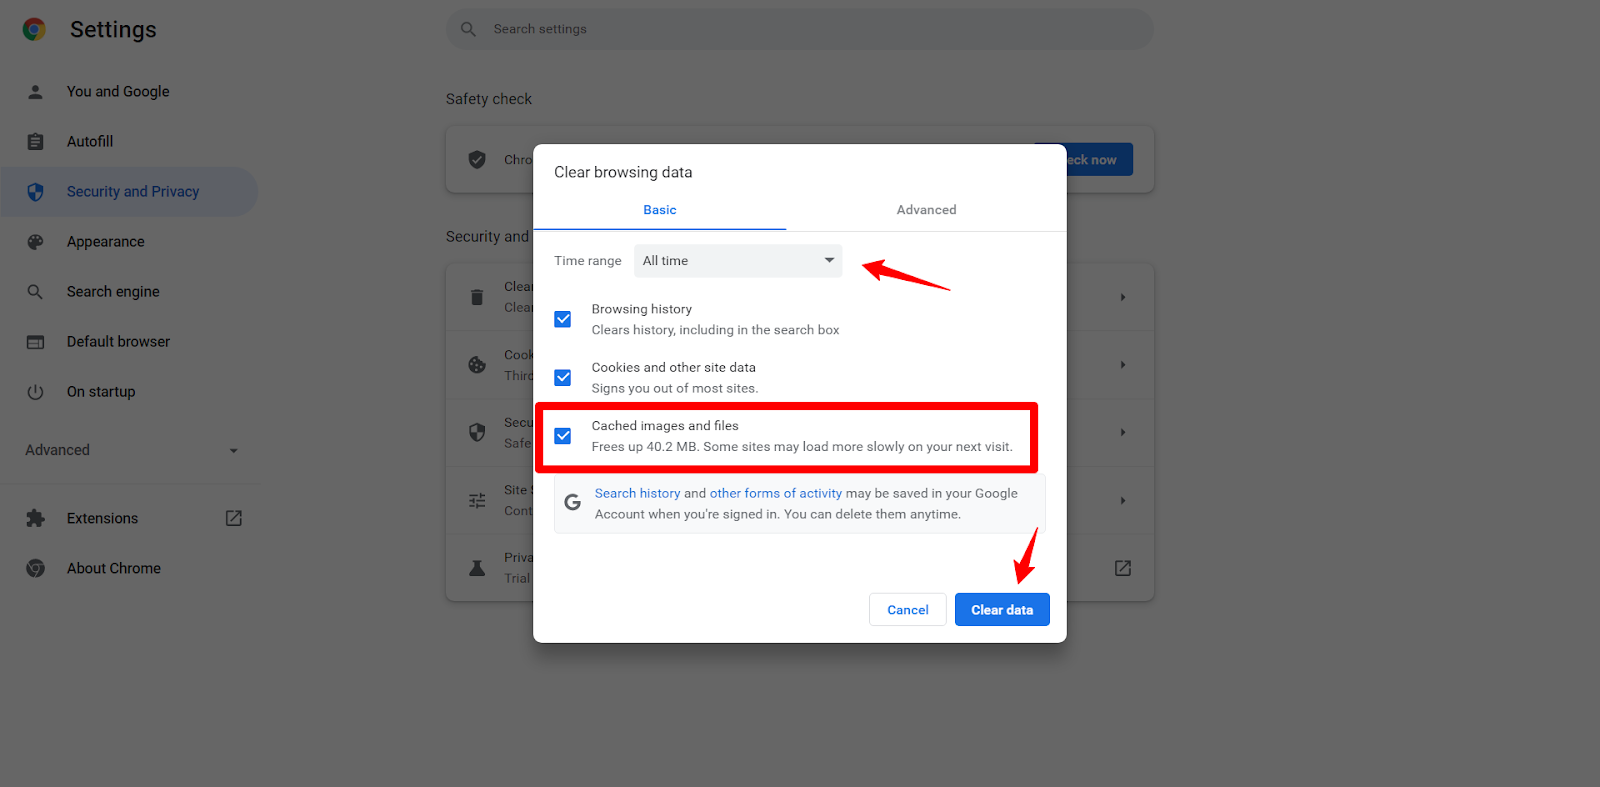 Settings
Search settings
You and Google
Autofill
Security and Privacy
Appearance
Search engine
Default browser
On startup
Advanced
Extensions
About Chrome
Safety check
Chro
eck now
Security and
Clea
Clear
Cook
Third
Secu
Safe
Site S
Cont
Priva
Trial
Clear browsing data
Basic
Advanced
Time range
All time
Browsing history
Clears history, including in the search box
Cookies and other site data
Signs you out of most sites.
Cached images and files
Frees up 40.2 MB. Some sites may load more slowly on your next visit.
G
Search history and other forms of activity may be saved in your Google
Account when you're signed in. You can delete them anytime.
Cancel
Clear data